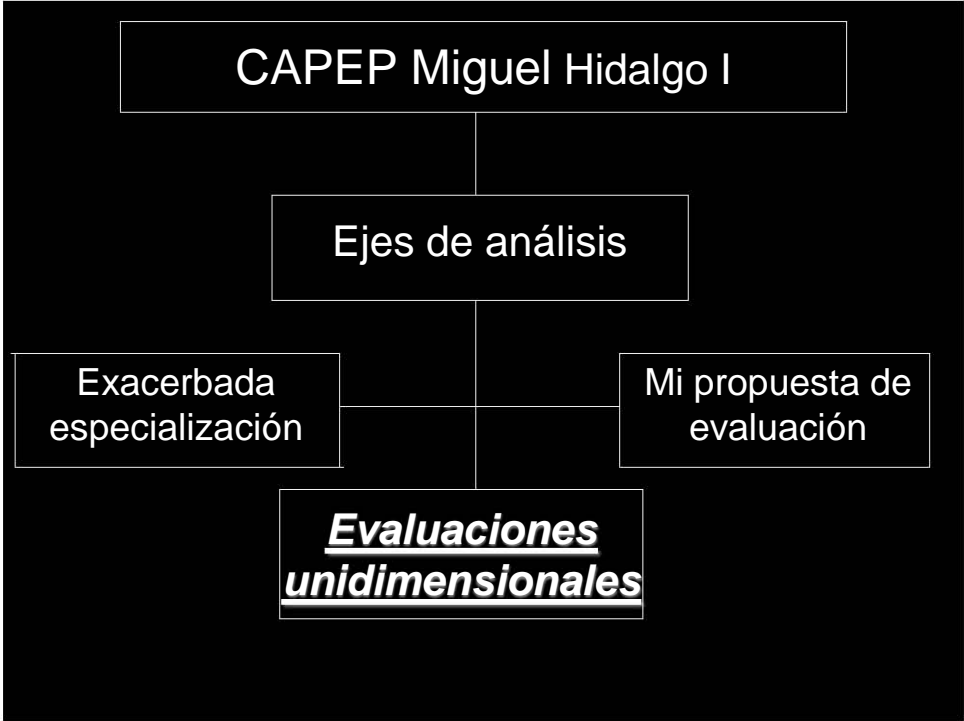 CAPEP Miguel Hidalgo I
Ejes de análisis
Exacerbada
especialización
Mi propuesta de
evaluación
Evaluaciones
unidimensionales